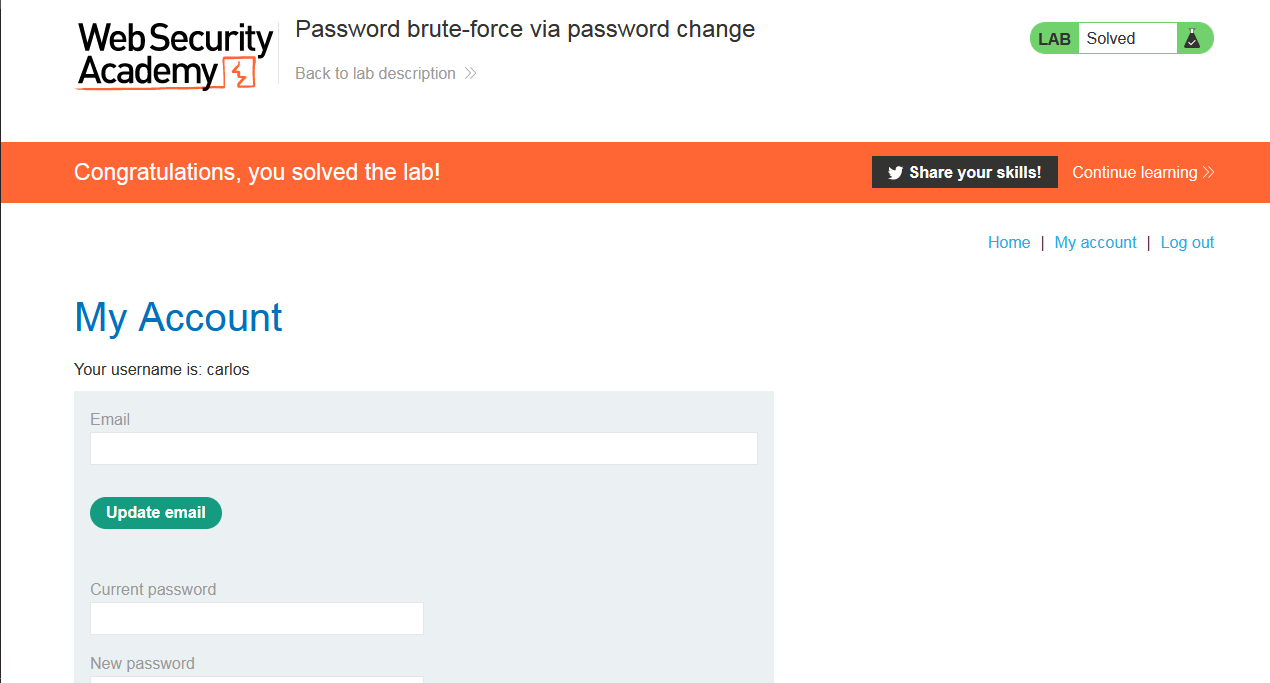 Web Security
Academy
Password brute-force via password change
Back to lab description
LAB Solved
Congratulations, you solved the lab!
Share your skills!
Continue learning
Home | My account | Log out
My Account
Your username is: carlos
Email
Update email
Current password
New password